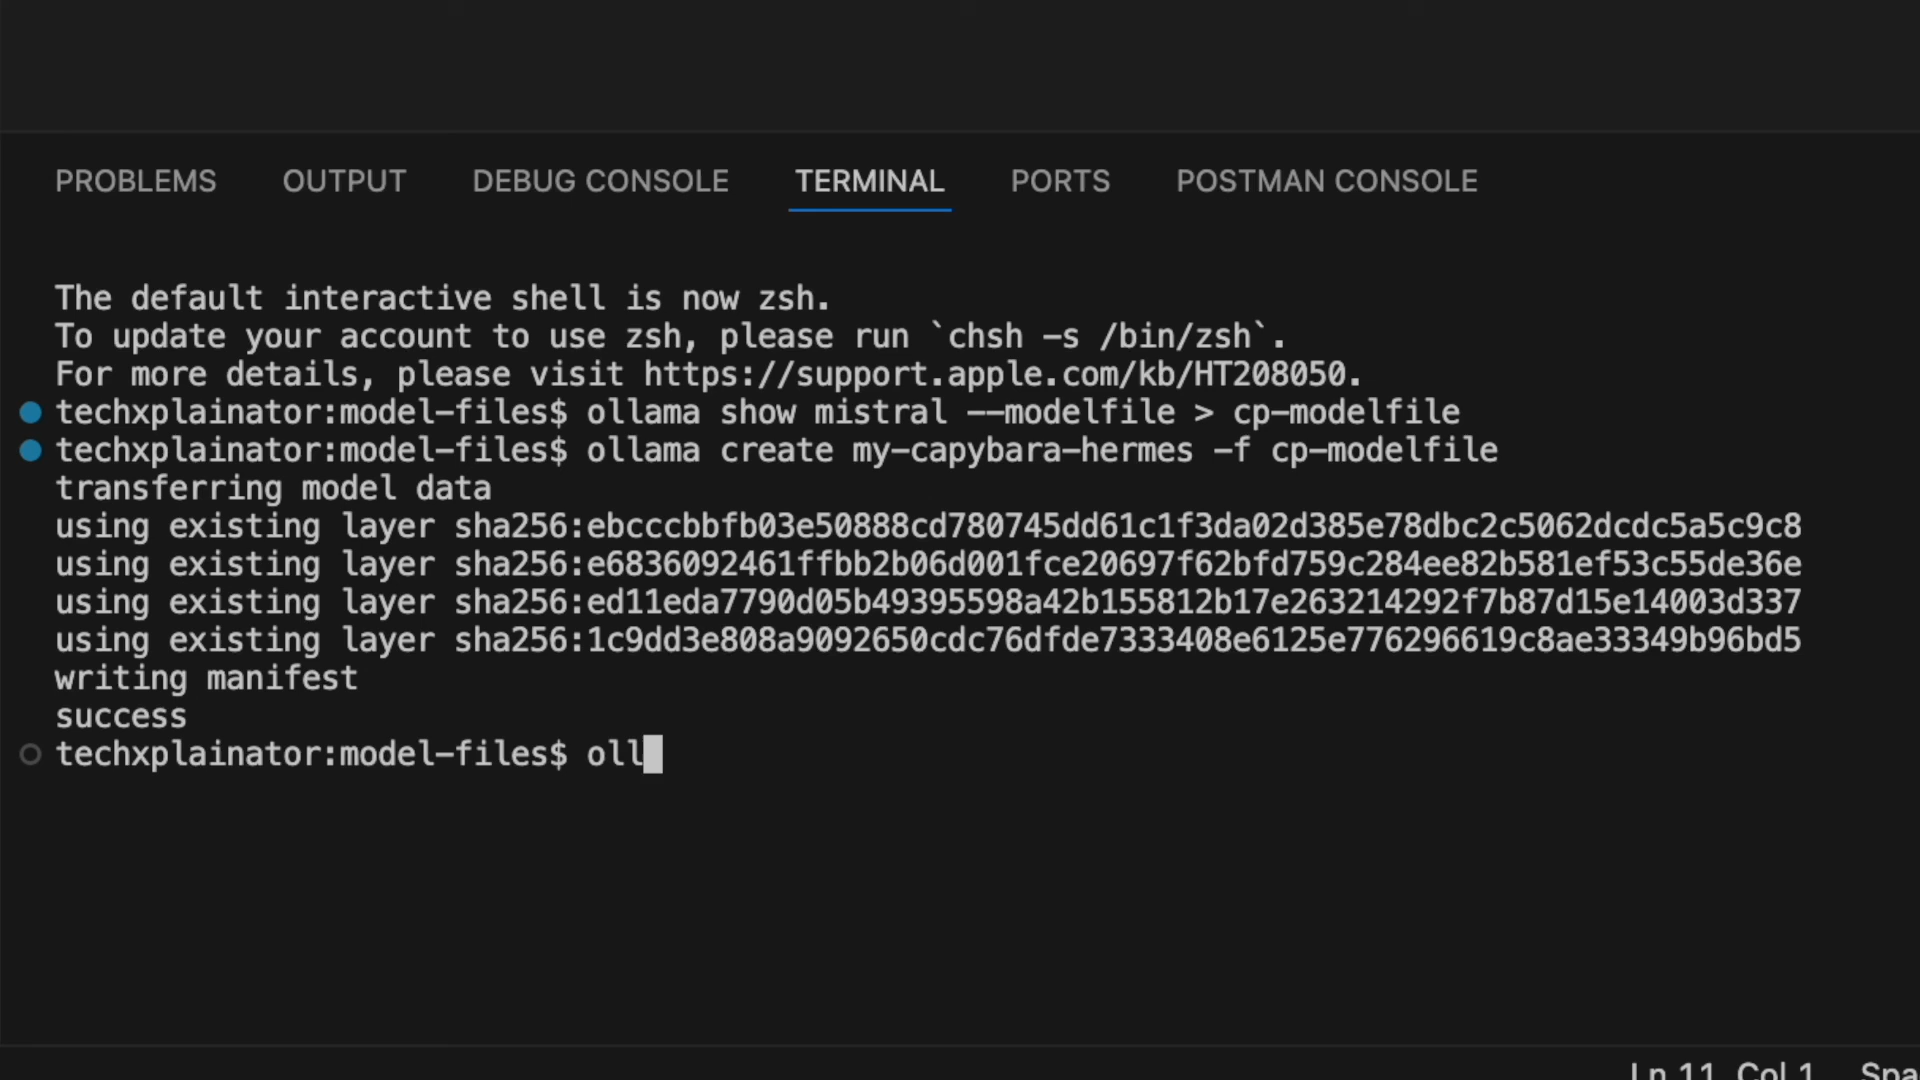 PROBLEMS OUTPUT DEBUG CONSOLE TERMINAL PORTS POSTMAN CONSOLE
The default interactive shell is now zsh.
To update your account to use zsh, please run `chsh -s /bin/zsh`.
For more details, please visit https://support.apple.com/kb/HT208050.
techxplainator:model-files$ ollama show mistral --modelfile > cp-modelfile
techxplainator:model-files$ ollama create my-capybara-hermes -f cp-modelfile
transferring model data
using existing layer sha256:ebcccbbfb03e50888cd780745dd61c1f3da02d385e78dbc2c5062dcdc5a5c9c8
using existing layer sha256:e6836092461ffbb2b06d001fce20697f62bfd759c284ee82b581ef53c55de36e
using existing layer sha256:ed11eda7790d05b49395598a42b155812b17e263214292f7b87d15e14003d337
using existing layer sha256:1c9dd3e808a9092650cdc76dfde7333408e6125e776296619c8ae33349b96bd5
writing manifest
success
techxplainator:model-files$ oll
Ln 11, Col 1 Spa